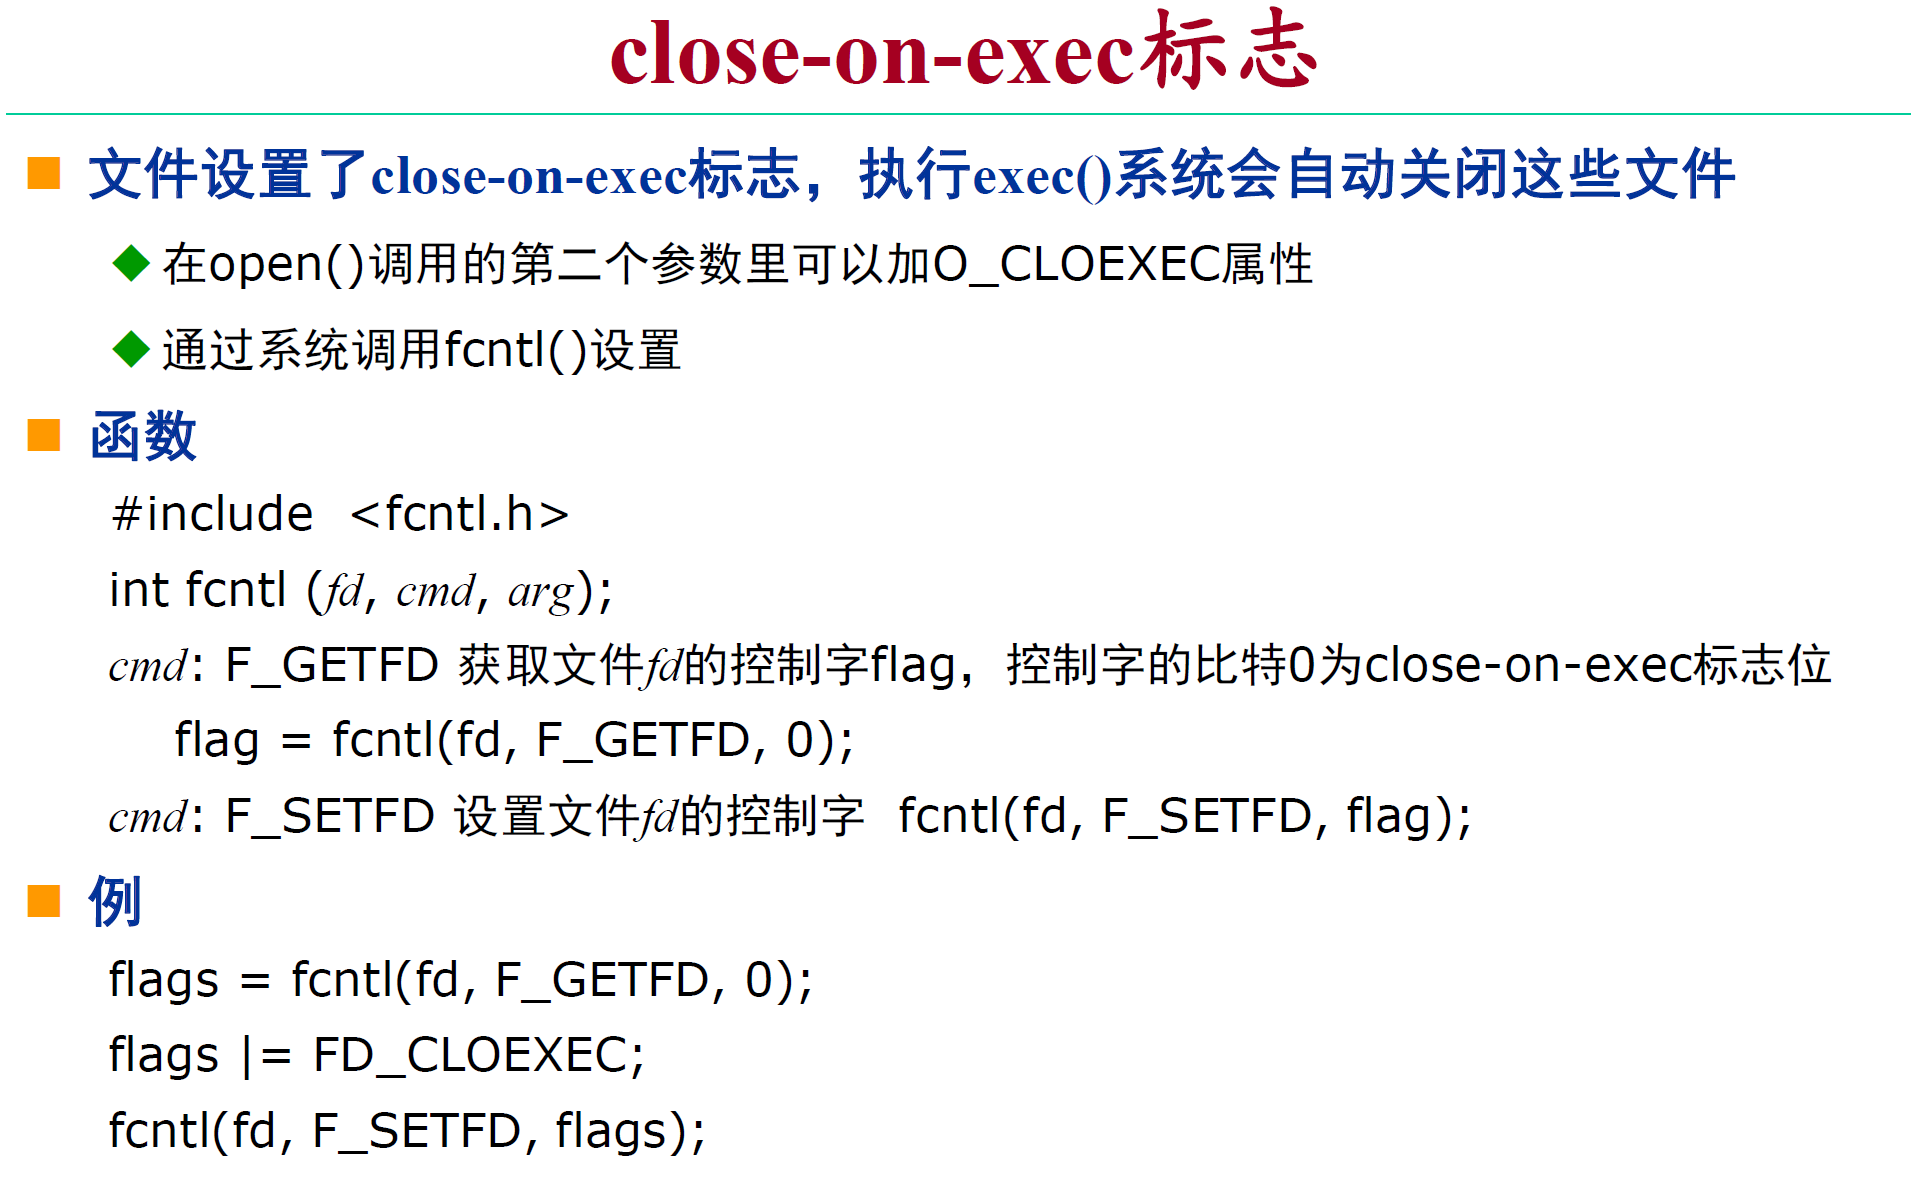 close-on-exec标志
文件设置了close-on-exec标志，执行exec()系统会自动关闭这些文件
在open()调用的第二个参数里可以加O_CLOEXEC属性
通过系统调用fcntl()设置
函数
#include <fcntl.h>
int fcntl (fd, cmd, arg);
cmd: F_GETFD 获取文件fd的控制字flag，控制字的比特0为close-on-exec标志位
flag = fcntl(fd, F_GETFD, 0);
cmd: F_SETFD 设置文件fd的控制字 fcntl(fd, F_SETFD, flag);
例
flags = fcntl(fd, F_GETFD, 0);
flags |= FD_CLOEXEC;
fcntl(fd, F_SETFD, flags);